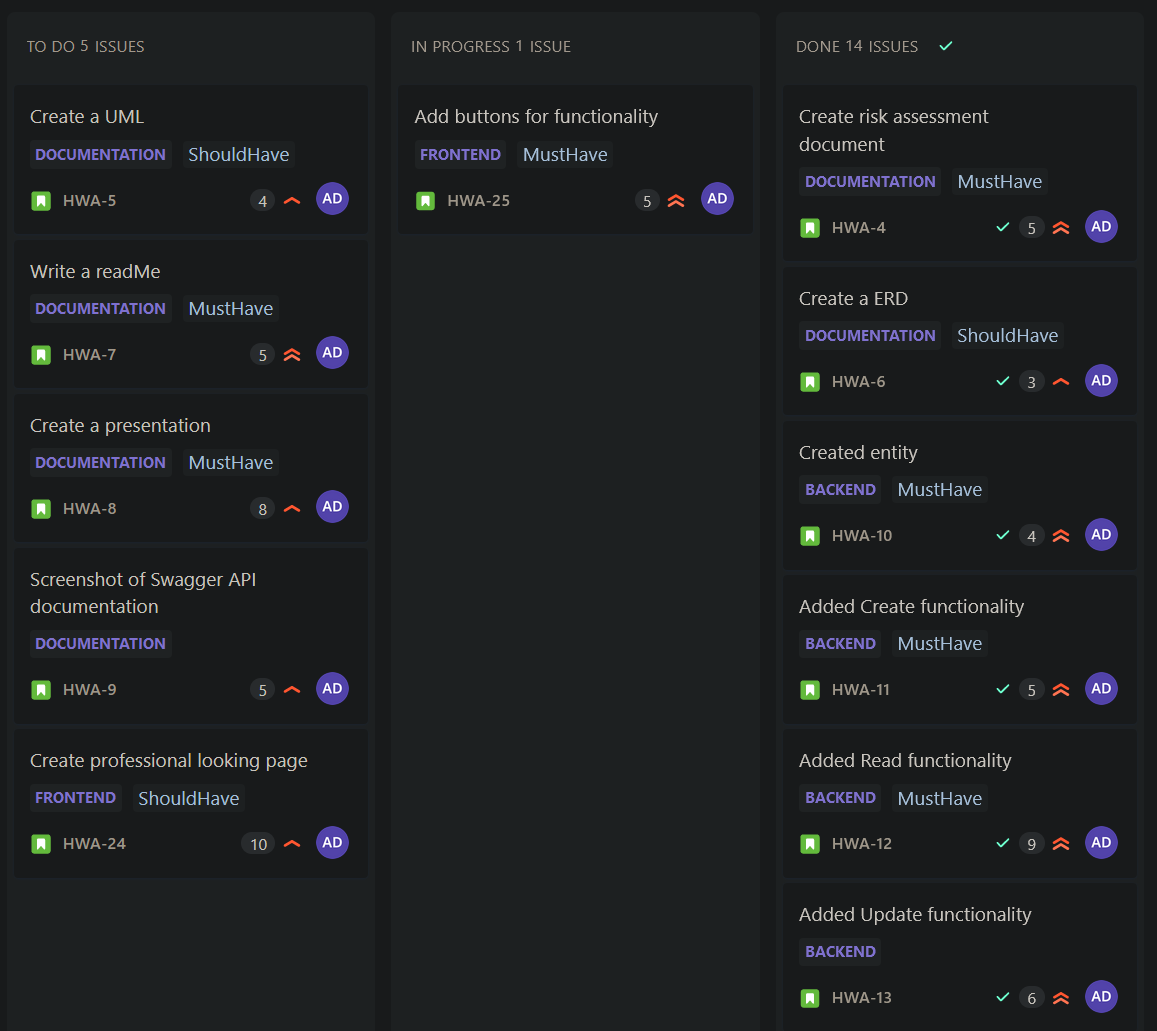 TO DO 5 ISSUES
Create a UML
DOCUMENTATION ShouldHave
HWA-5 4 AD
Write a readMe
DOCUMENTATION MustHave
HWA-7 5 AD
Create a presentation
DOCUMENTATION MustHave
HWA-8 8 AD
Screenshot of Swagger API
documentation
DOCUMENTATION
HWA-9 5 AD
Create professional looking page
FRONTEND ShouldHave
HWA-24 10 AD
IN PROGRESS 1 ISSUE
Add buttons for functionality
FRONTEND MustHave
HWA-25 5 AD
DONE 14 ISSUES
Create risk assessment
document
DOCUMENTATION MustHave
HWA-4 5 AD
Create a ERD
DOCUMENTATION ShouldHave
HWA-6 3 AD
Created entity
BACKEND MustHave
HWA-10 4 AD
Added Create functionality
BACKEND MustHave
HWA-11 5 AD
Added Read functionality
BACKEND MustHave
HWA-12 9 AD
Added Update functionality
BACKEND
HWA-13 6 AD